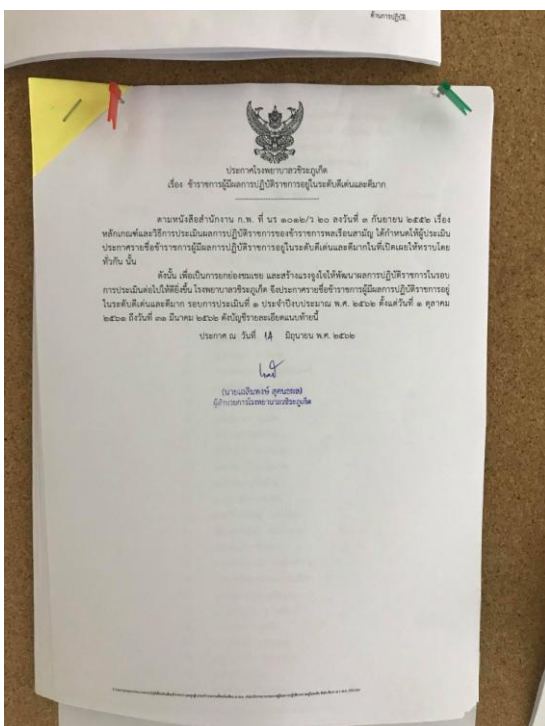 ด้านการปฏิบัติ..
ประกาศโรงพยาบาลวชิระภูเก็ต
เรื่อง ข้าราชการผู้มีผลการปฏิบัติราชการอยู่ในระดับดีเด่นและดีมาก
ตามหนังสือสำนักงาน ก.พ. ที่ นร ๑๐๑๒/ว ๒๐ ลงวันที่ ๓ กันยายน ๒๕๕๒ เรื่อง
หลักเกณฑ์และวิธีการประเมินผลการปฏิบัติราชการของข้าราชการพลเรือนสามัญ ได้กำหนดให้ผู้ประเมิน
ประกาศรายชื่อข้าราชการผู้มีผลการปฏิบัติราชการอยู่ในระดับดีเด่นและดีมากในที่เปิดเผยให้ทราบโดย
ทั่วกัน นั้น
ดังนั้น เพื่อเป็นการยกย่องชมเชย และสร้างแรงจูงใจให้พัฒนาผลการปฏิบัติราชการในรอบ
การประเมินต่อไปให้ดียิ่งขึ้น โรงพยาบาลวชิระภูเก็ต จึงประกาศรายชื่อข้าราชการผู้มีผลการปฏิบัติราชการอยู่
ในระดับดีเด่นและดีมาก รอบการประเมินที่ ๑ ประจำปีงบประมาณ พ.ศ. ๒๕๖๒ ตั้งแต่วันที่ ๑ ตุลาคม
๒๕๖๑ ถึงวันที่ ๓๑ มีนาคม ๒๕๖๒ ดังบัญชีรายละเอียดแนบท้ายนี้
ประกาศ ณ วันที่ มิถุนายน พ.ศ. ๒๕๖๒
(นายเฉลิมพงษ์ สุคนธผล)
ผู้อำนวยการโรงพยาบาลวชิระภูเก็ต